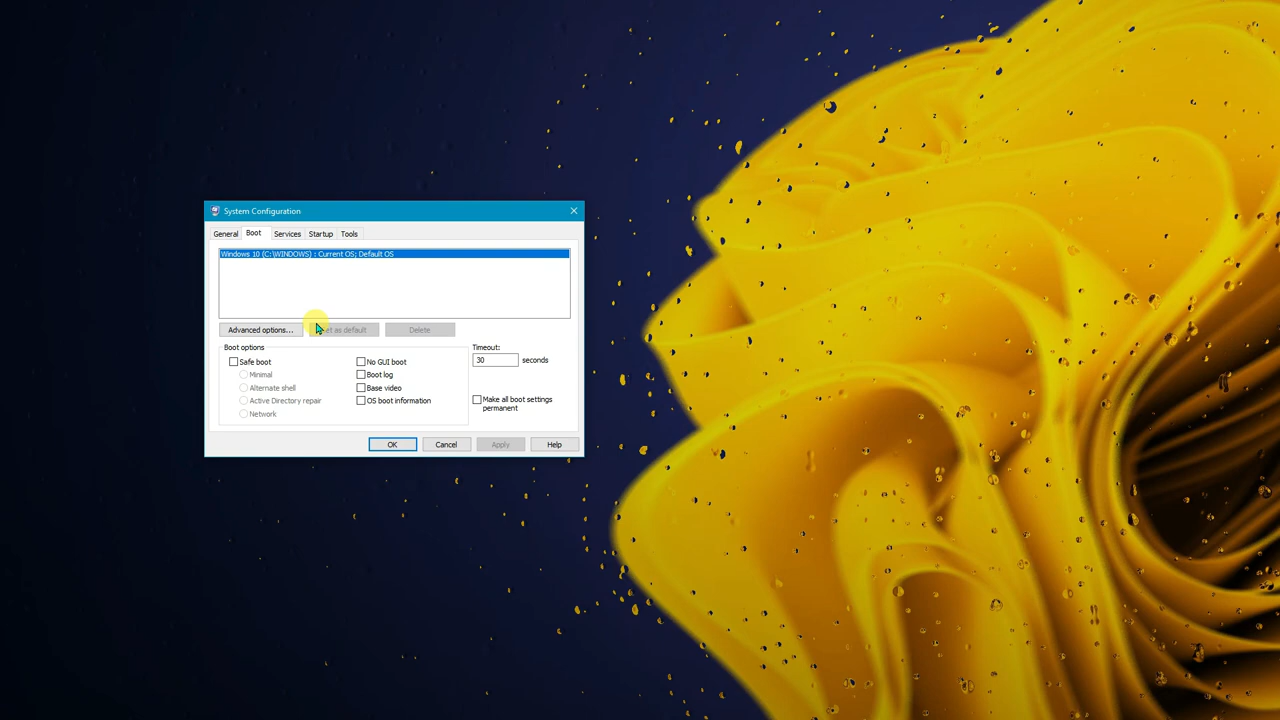 System Configuration
General Boot Services Startup Tools
Windows 10 (C:\WINDOWS) : Current OS; Default OS
Advanced options... as default Delete
Boot options
Timeout:
Safe boot No GUI boot 30 seconds
Minimal Boot log
Alternate shell Base video
Active Directory repair OS boot information Make all boot settings
permanent
Network
OK Cancel Apply Help